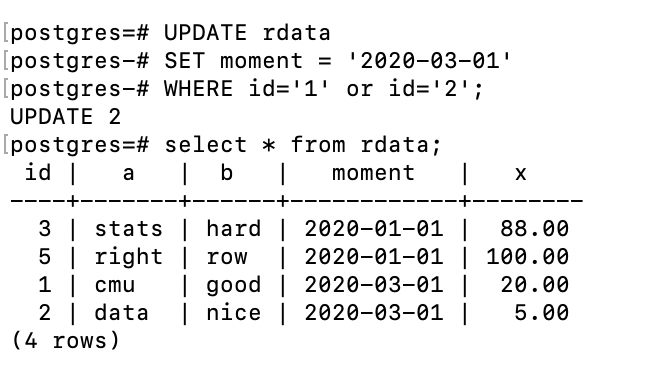 [postgres=# UPDATE rdata
[postgres-# SET moment = '2020-03-01'
[postgres-# WHERE id='1' or id='2';
UPDATE 2
[postgres=# select * from rdata;
 id |   a   |  b   |   moment   |   x
----+-------+------+------------+--------
  3 | stats | hard | 2020-01-01 |  88.00
  5 | right | row  | 2020-01-01 | 100.00
  1 | cmu   | good | 2020-03-01 |  20.00
  2 | data  | nice | 2020-03-01 |   5.00
(4 rows)